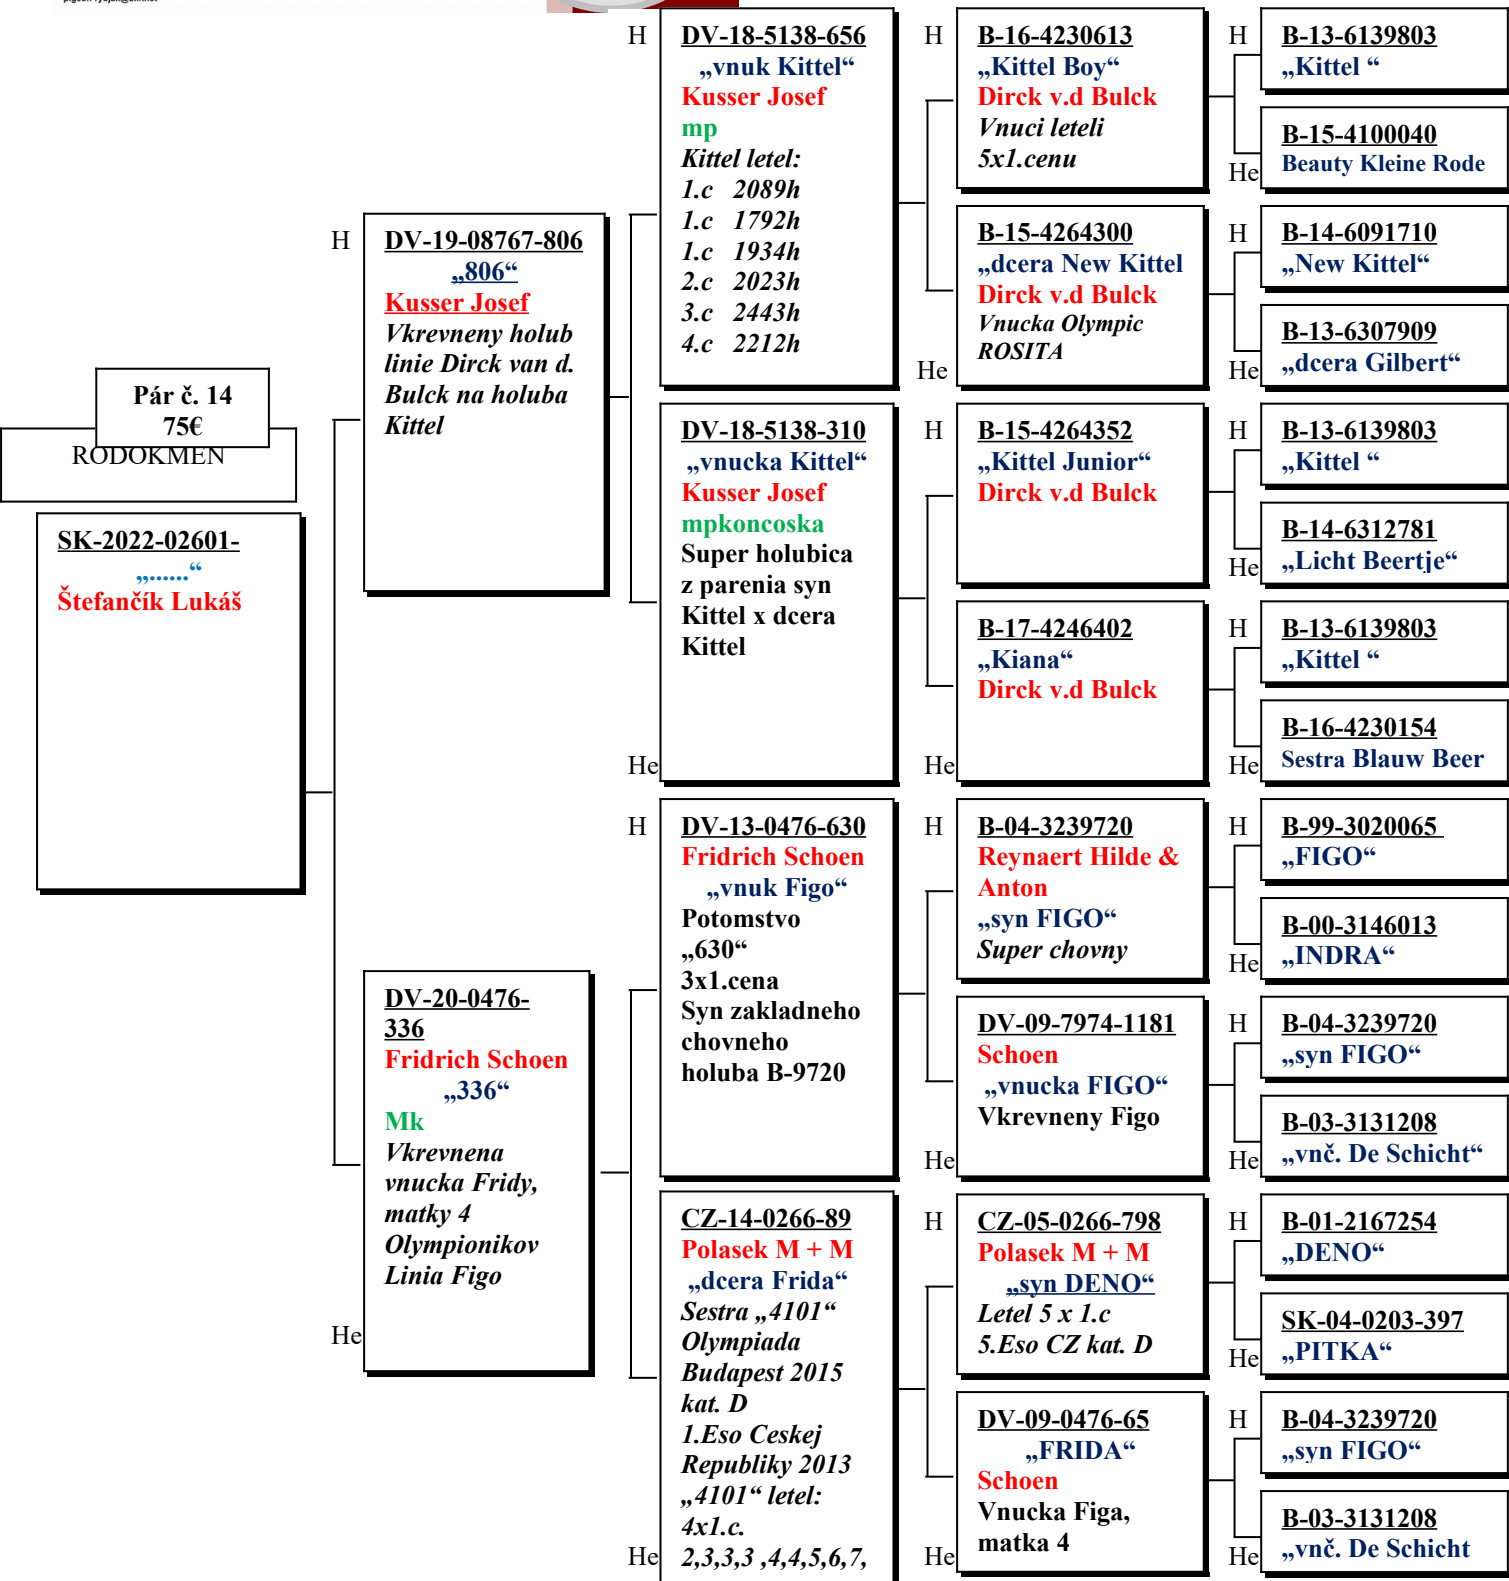 Pár č. 14
75€
RODOKMEN
SK-2022-02601-
„......“
Štefančík Lukáš
H
DV-19-08767-806
„806“
Kusser Josef
Vkrevneny holub
linie Dirck van d.
Bulck na holuba
Kittel
He
DV-20-0476-
336
Fridrich Schoen
„336“
Mk
Vkrevnena
vnucka Fridy,
matky 4
Olympionikov
Linia Figo
H
DV-18-5138-656
„vnuk Kittel“
Kusser Josef
mp
Kittel letel:
1.c 2089h
1.c 1792h
1.c 1934h
2.c 2023h
3.c 2443h
4.c 2212h
He
DV-18-5138-310
„vnucka Kittel“
Kusser Josef
mpkoncoska
Super holubica
z parenia syn
Kittel x dcera
Kittel
H
DV-13-0476-630
Fridrich Schoen
„vnuk Figo“
Potomstvo
„630“
3x1.cena
Syn zakladneho
chovneho
holuba B-9720
He
CZ-14-0266-89
Polasek M + M
„dcera Frida“
Sestra „4101“
Olympiada
Budapest 2015
kat. D
1.Eso Ceskej
Republiky 2013
„4101“ letel:
4x1.c.
2,3,3,3 ,4,4,5,6,7,
H
B-16-4230613
„Kittel Boy“
Dirck v.d Bulck
Vnuci leteli
5x1.cenu
He
B-15-4264300
„dcera New Kittel
Dirck v.d Bulck
Vnucka Olympic
ROSITA
H
B-15-4264352
„Kittel Junior“
Dirck v.d Bulck
He
B-17-4246402
„Kiana“
Dirck v.d Bulck
H
B-04-3239720
Reynaert Hilde &
Anton
„syn FIGO“
Super chovny
He
DV-09-7974-1181
Schoen
„vnucka FIGO“
Vkrevneny Figo
H
CZ-05-0266-798
Polasek M + M
„syn DENO“
Letel 5 x 1.c
5.Eso CZ kat. D
He
DV-09-0476-65
„FRIDA“
Schoen
Vnucka Figa,
matka 4
H
B-13-6139803
„Kittel “
He
B-15-4100040
Beauty Kleine Rode
H
B-14-6091710
„New Kittel“
He
B-13-6307909
„dcera Gilbert“
H
B-13-6139803
„Kittel “
He
B-14-6312781
„Licht Beertje“
H
B-13-6139803
„Kittel “
He
B-16-4230154
Sestra Blauw Beer
H
B-99-3020065
„FIGO“
He
B-00-3146013
„INDRA“
H
B-04-3239720
„syn FIGO“
He
B-03-3131208
„vnč. De Schicht“
H
B-01-2167254
„DENO“
He
SK-04-0203-397
„PITKA“
H
B-04-3239720
„syn FIGO“
He
B-03-3131208
„vnč. De Schicht